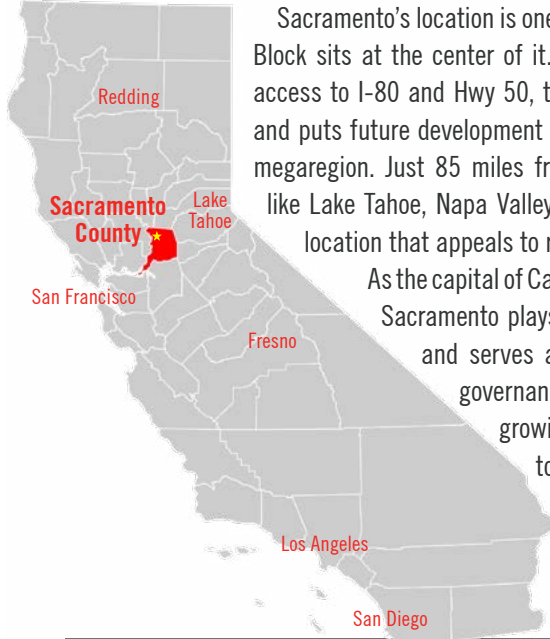 Sacramento’s location is one
Block sits at the center of it.
access to I-80 and Hwy 50, t
and puts future development
megaregion. Just 85 miles fr
like Lake Tahoe, Napa Valley
location that appeals to r
As the capital of Ca
Sacramento plays
and serves a
governan
growi
to
Redding
Sacramento
County
Lake
Tahoe
San Francisco
Fresno
Los Angeles
San Diego